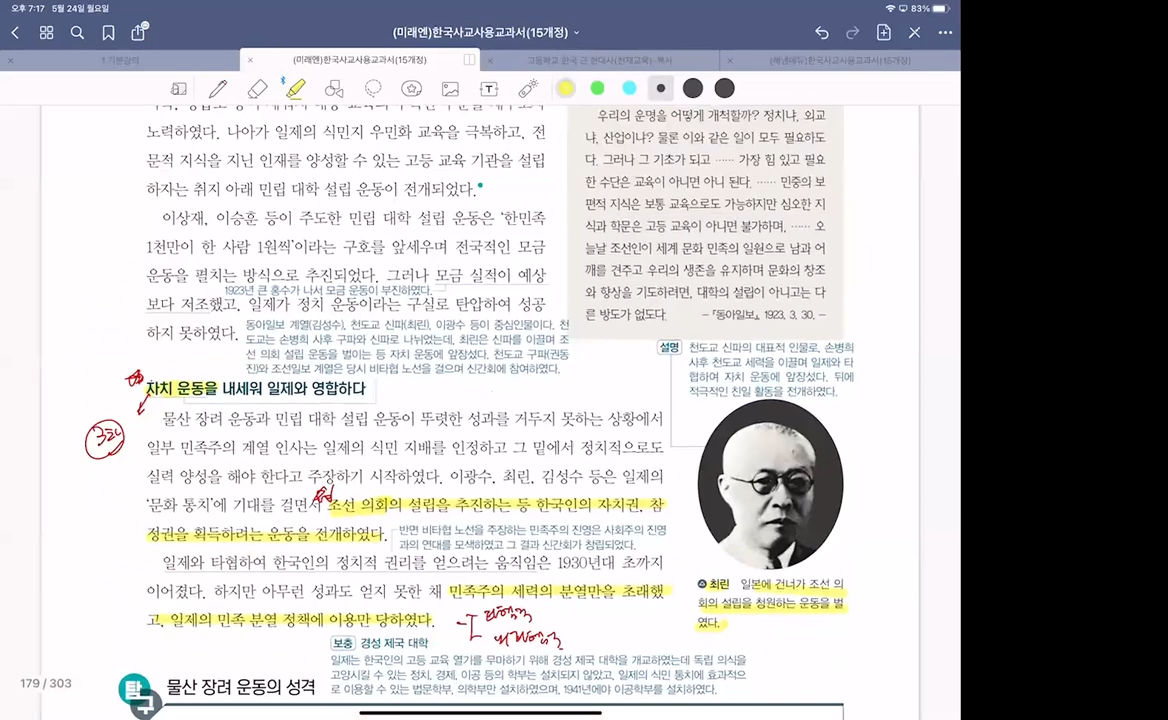 오후 7:17 5월 24일 월요일
83%
(미래엔)한국사교사용교과서(15개정)
1.기본강의
(미래엔)한국사교사용교과서(15개정)
고등학교 한국 근 현대사(천재교육)-복사
(해냄에듀)한국사교사용교과서(15개정)
노력하였다. 나아가 일제의 식민지 우민화 교육을 극복하고, 전
문적 지식을 지닌 인재를 양성할 수 있는 고등 교육 기관을 설립
하자는 취지 아래 민립 대학 설립 운동이 전개되었다.
이상재, 이승훈 등이 주도한 민립 대학 설립 운동은 ‘한민족
1천만이 한 사람 1원씩’이라는 구호를 앞세우며 전국적인 모금
운동을 펼치는 방식으로 추진되었다. 그러나 모금 실적이 예상
1923년 큰 홍수가 나서 모금 운동이 부진하였다.
보다 저조했고, 일제가 정치 운동이라는 구실로 탄압하여 성공
하지 못하였다.
동아일보 계열(김성수), 천도교 신파(최린), 이광수 등이 중심인물이다. 천
도교는 손병희 사후 구파와 신파로 나뉘었는데, 최린은 신파를 이끌며 조
선 의회 설립 운동을 벌이는 등 자치 운동에 앞장섰다. 천도교 구파(권동
진)와 조선일보 계열은 당시 비타협 노선을 걸으며 신간회에 참여하였다.
우리의 운명을 어떻게 개척할까? 정치냐, 외교
냐, 산업이냐? 물론 이와 같은 일이 모두 필요하도
다. 그러나 그 기초가 되고 …… 가장 힘 있고 필요
한 수단은 교육이 아니면 아니 된다. …… 민중의 보
편적 지식은 보통 교육으로도 가능하지만 심오한 지
식과 학문은 고등 교육이 아니면 불가하며, …… 오
늘날 조선인이 세계 문화 민족의 일원으로 남과 어
깨를 견주고 우리의 생존을 유지하며 문화의 창조
와 향상을 기도하려면, 대학의 설립이 아니고는 다
른 방도가 없도다. – 『동아일보』, 1923. 3. 30. –
설명 천도교 신파의 대표적 인물로, 손병희
사후 천도교 세력을 이끌며 일제와 타
협하여 자치 운동에 앞장섰다. 뒤에
적극적인 친일 활동을 전개하였다.
자치 운동을 내세워 일제와 영합하다
물산 장려 운동과 민립 대학 설립 운동이 뚜렷한 성과를 거두지 못하는 상황에서
일부 민족주의 계열 인사는 일제의 식민 지배를 인정하고 그 밑에서 정치적으로도
실력 양성을 해야 한다고 주장하기 시작하였다. 이광수, 최린, 김성수 등은 일제의
‘문화 통치’에 기대를 걸면서 조선 의회의 설립을 추진하는 등 한국인의 자치권, 참
정권을 획득하려는 운동을 전개하였다.
반면 비타협 노선을 주장하는 민족주의 진영은 사회주의 진영
과의 연대를 모색하였고 그 결과 신간회가 창립되었다.
일제와 타협하여 한국인의 정치적 권리를 얻으려는 움직임은 1930년대 초까지
이어졌다. 하지만 아무런 성과도 얻지 못한 채 민족주의 세력의 분열만을 초래했
고, 일제의 민족 분열 정책에 이용만 당하였다.
타협적
비타협적
최린 일본에 건너가 조선 의
회의 설립을 청원하는 운동을 벌
였다.
보충 경성 제국 대학
일제는 한국인의 고등 교육 열기를 무마하기 위해 경성 제국 대학을 개교하였는데 독립 의식을
고양시킬 수 있는 정치, 경제, 이공 등의 학부는 설치되지 않았고, 일제의 식민 통치에 효과적으
로 이용할 수 있는 법문학부, 의학부만 설치하였으며, 1941년에야 이공학부를 설치하였다.
179 / 303
탐구 물산 장려 운동의 성격